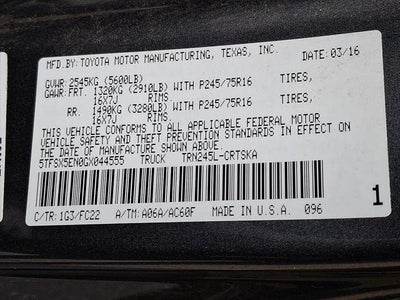 MFD.BY: TOYOTA MOTOR MANUFACTURING, TEXAS, INC.
DATE: 03/16
GVWR: 2545KG (5600LB)
GAWR: FRT. 1320KG (2910LB) WITH P245/75R16 TIRES,
16X7J RIMS
RR. 1490KG (3280LB) WITH P245/75R16 TIRES,
16X7J RIMS
THIS VEHICLE CONFORMS TO ALL APPLICABLE FEDERAL MOTOR
VEHICLE SAFETY AND THEFT PREVENTION STANDARDS IN EFFECT ON
THE DATE OF MANUFACTURE SHOWN ABOVE.
5TFSX5EN0GX044555 TRUCK TRN245L-CRTSKA
1
C/TR: 1G3/FC22 A/TM: A06A/AC60F MADE IN U.S.A. 096